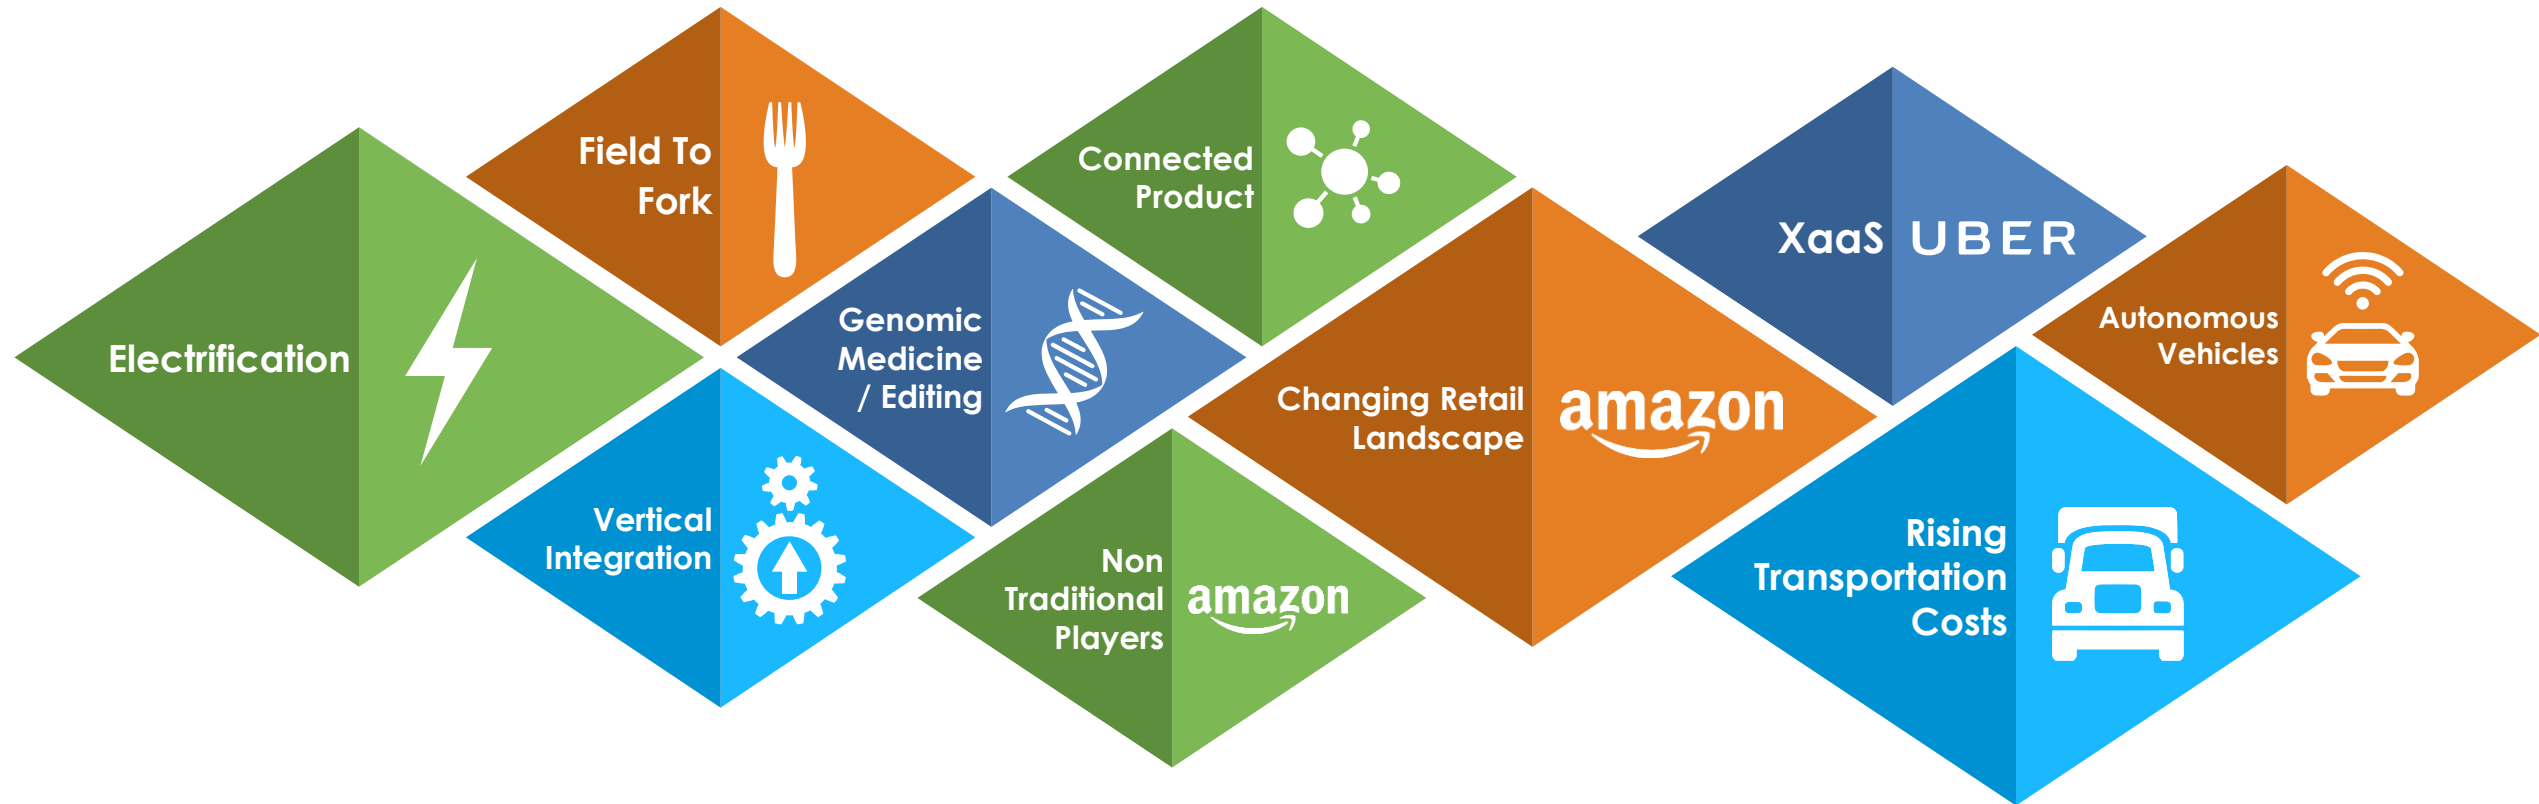 Electrification
Field To
Fork
Vertical
Integration
Genomic
Medicine
/ Editing
Connected
Product
Non
Traditional
Players
amazon
Changing Retail
Landscape
amazon
XaaS
UBER
Rising
Transportation
Costs
Autonomous
Vehicles